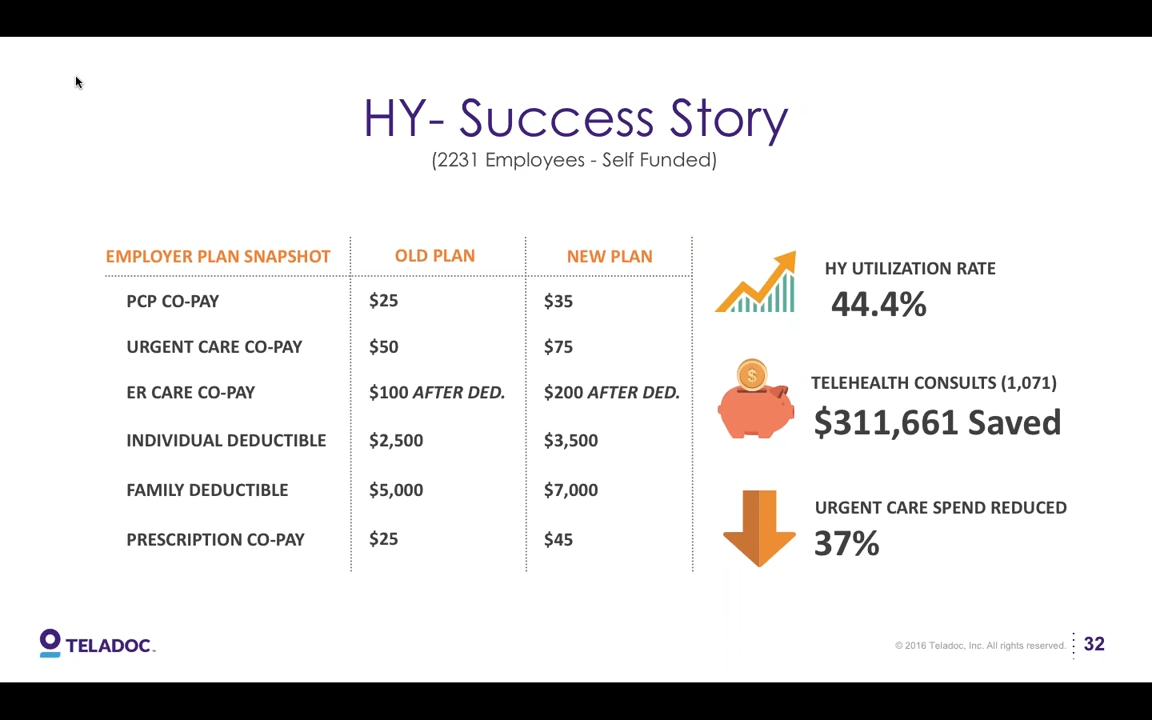 HY- Success Story
(2231 Employees - Self Funded)
EMPLOYER PLAN SNAPSHOT OLD PLAN NEW PLAN
PCP CO-PAY $25 $35
URGENT CARE CO-PAY $50 $75
ER CARE CO-PAY $100 AFTER DED. $200 AFTER DED.
INDIVIDUAL DEDUCTIBLE $2,500 $3,500
FAMILY DEDUCTIBLE $5,000 $7,000
PRESCRIPTION CO-PAY $25 $45
HY UTILIZATION RATE
44.4%
$
TELEHEALTH CONSULTS (1,071)
$311,661 Saved
URGENT CARE SPEND REDUCED
37%
TELADOC™
© 2016 Teladoc, Inc. All rights reserved. 32